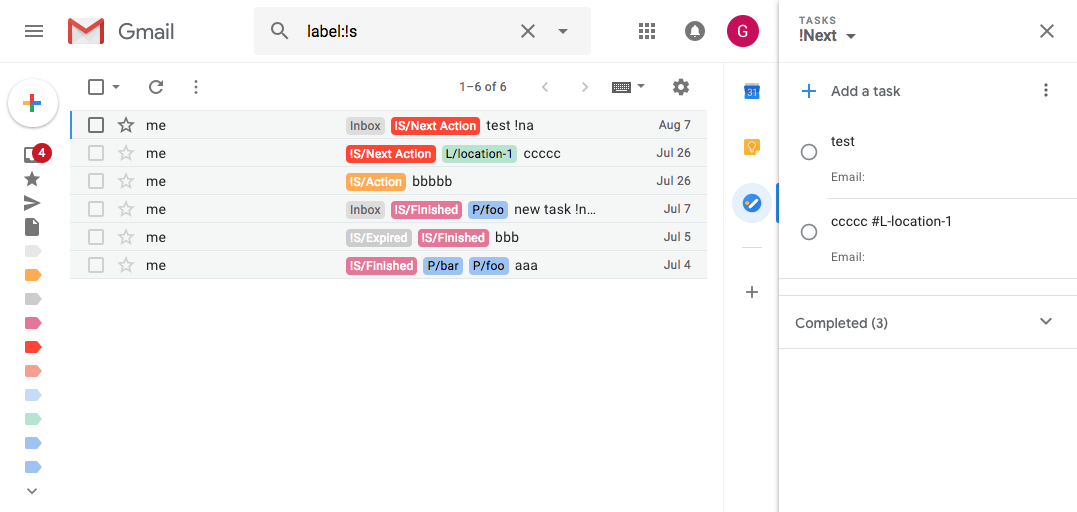 Gmail
label:!s
G
TASKS
!Next
1–6 of 6
31
Add a task
4
me Inbox !S/Next Action test !na Aug 7
me !S/Next Action L/location-1 ccccc Jul 26
me !S/Action bbbbb Jul 26
me Inbox !S/Finished P/foo new task !n… Jul 7
me !S/Expired !S/Finished bbb Jul 5
me !S/Finished P/bar P/foo aaa Jul 4
test
Email:
ccccc #L-location-1
Email:
Completed (3)